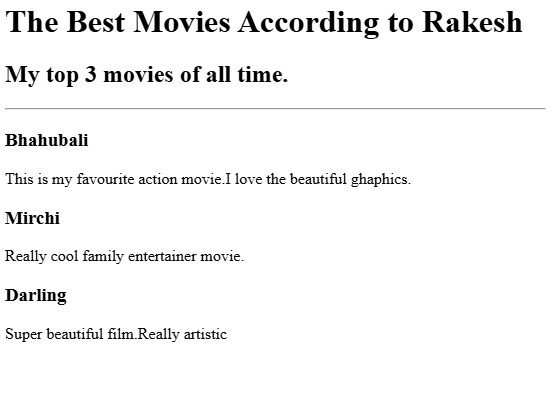 The Best Movies According to Rakesh
My top 3 movies of all time.
Bhahubali
This is my favourite action movie.I love the beautiful ghaphics.
Mirchi
Really cool family entertainer movie.
Darling
Super beautiful film.Really artistic